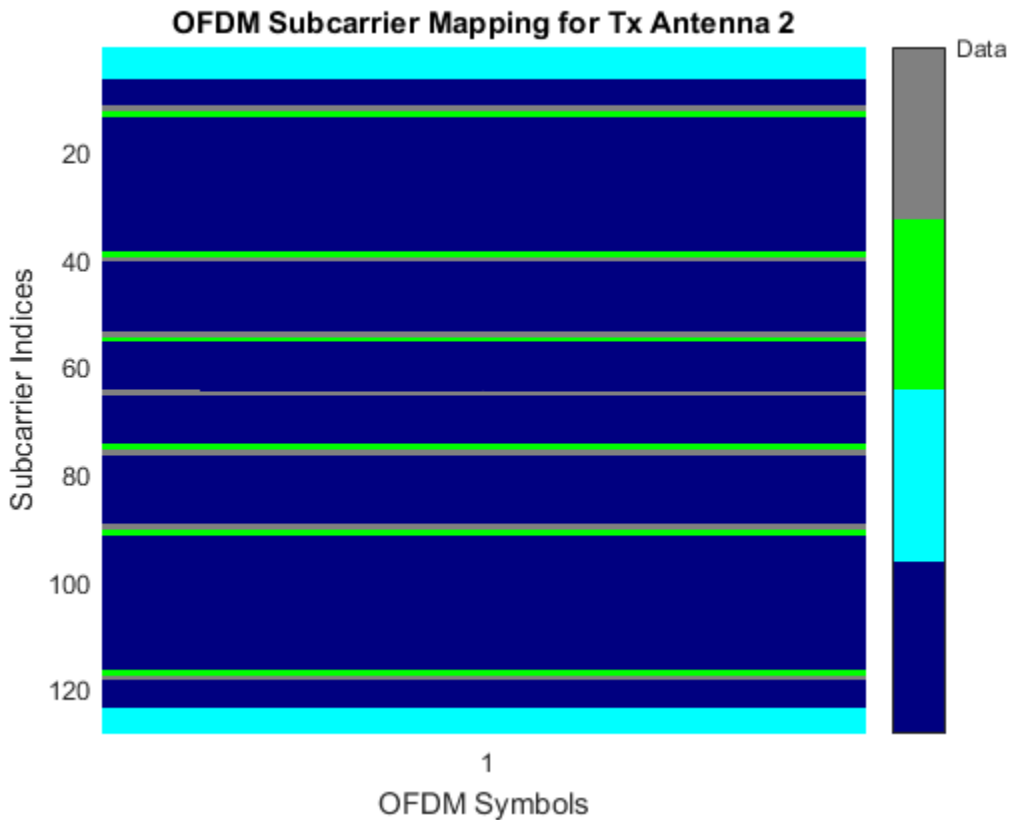 OFDM Subcarrier Mapping for Tx Antenna 2
Data
20
40
60
80
100
120
Subcarrier Indices
1
OFDM Symbols